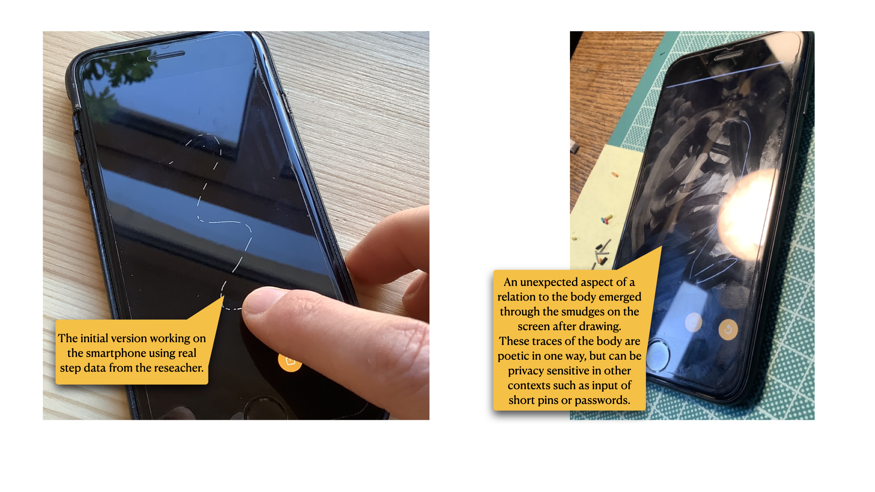 The initial version working on
the smartphone using real
step data from the reseacher.
An unexpected aspect of a
relation to the body emerged
through the smudges on the
screen after drawing.
These traces of the body are
poetic in one way, but can be
privacy sensitive in other
contexts such as input of
short pins or passwords.